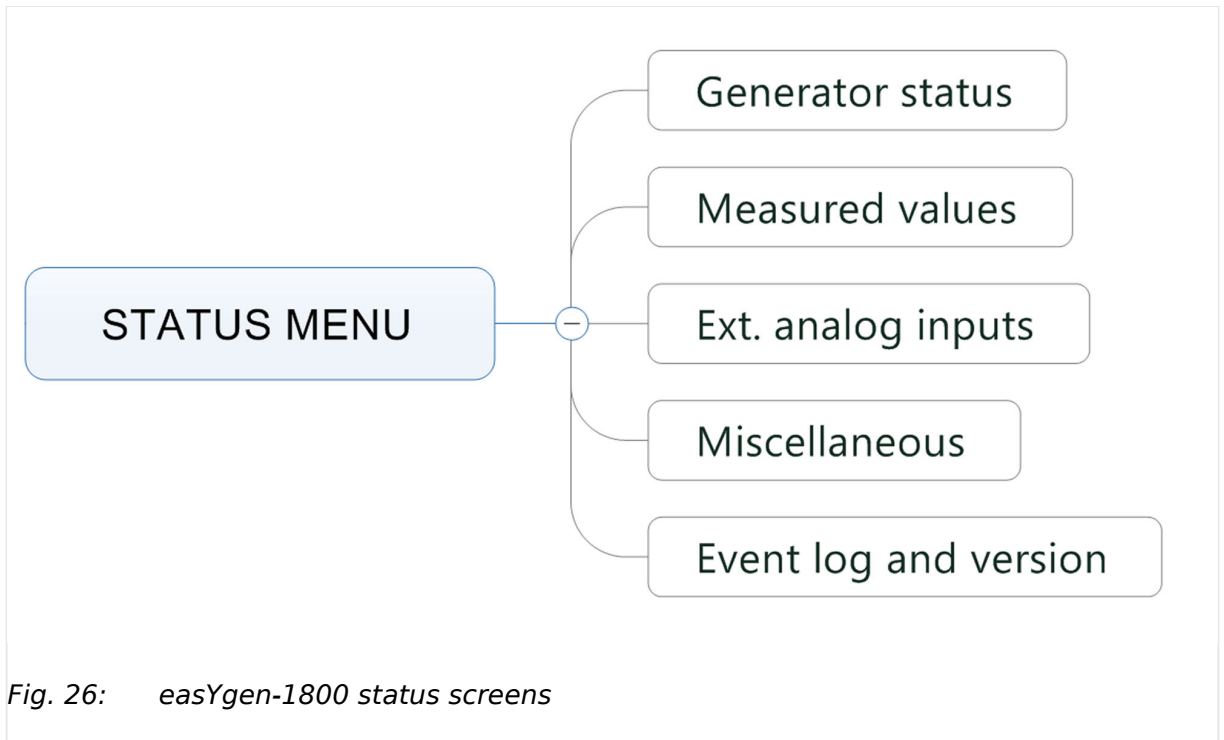 Generator status
Measured values
STATUS MENU
Ext. analog inputs
Miscellaneous
Event log and version
Fig. 26: easYgen-1800 status screens